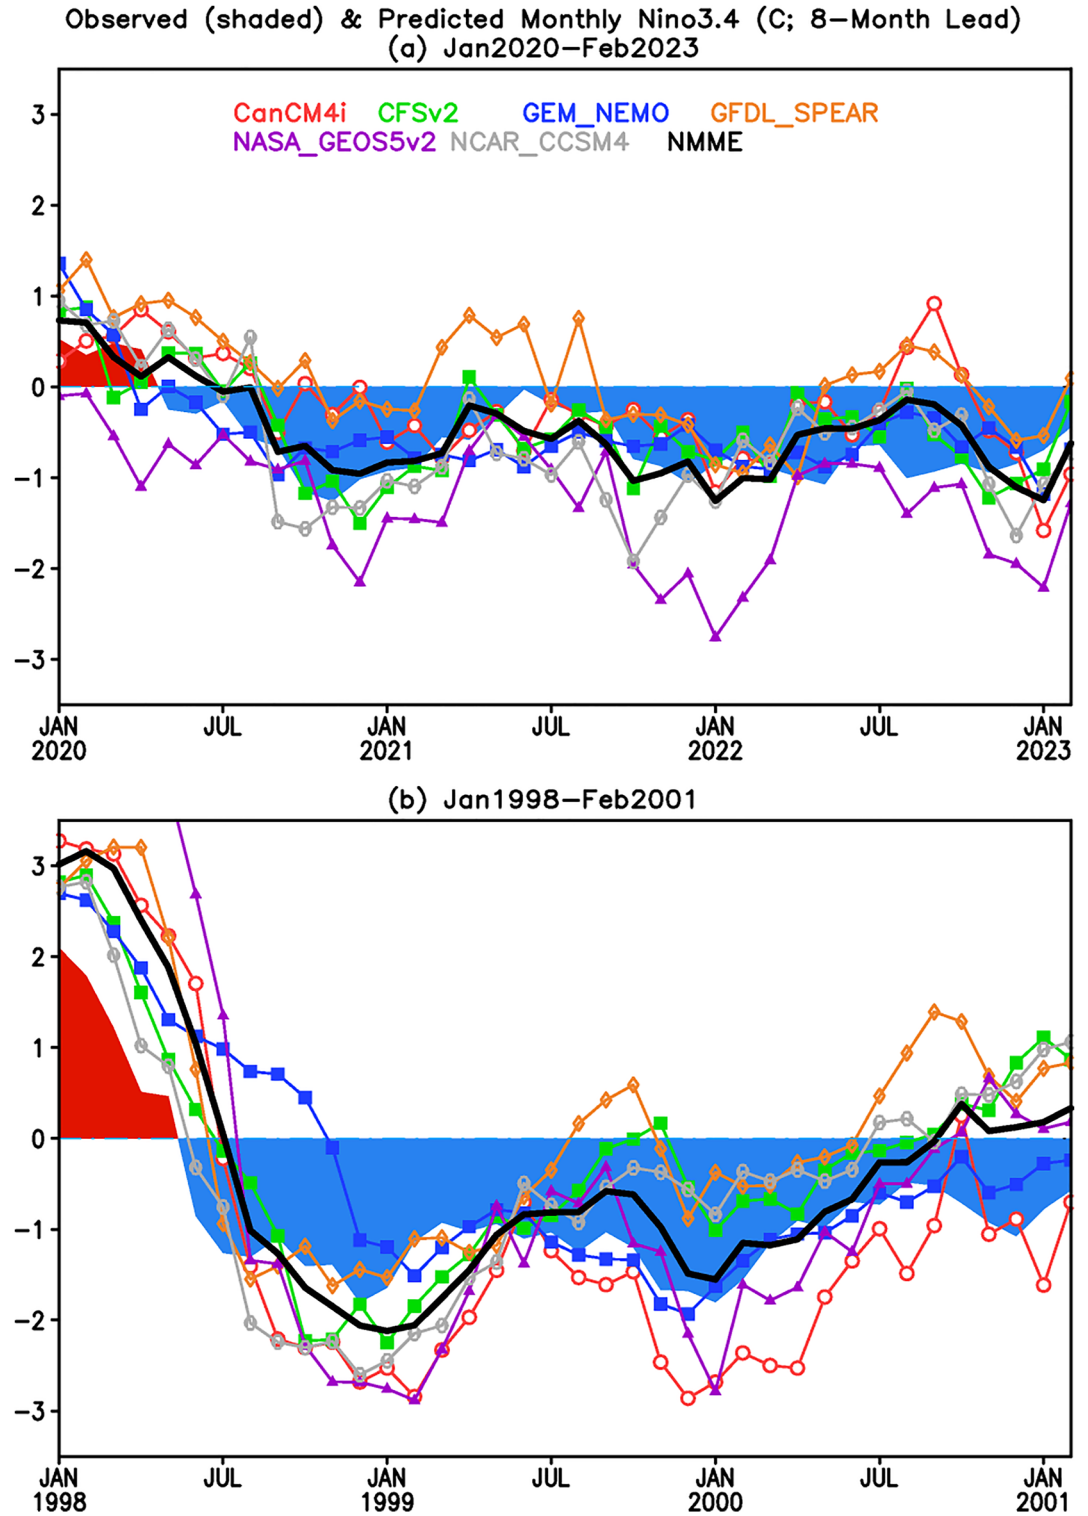 Observed (shaded) & Predicted Monthly Nino3.4 (C; 8-Month Lead)
(a) Jan2020-Feb2023
CanCM4i CFSv2 GEM_NEMO GFDL_SPEAR
NASA_GEOS5v2 NCAR_CCSM4 NMME
3
2
1
0
-1
-2
-3
JAN JUL JAN JUL JAN JUL JAN
2020 2021 2022 2023
(b) Jan1998-Feb2001
3
2
1
0
-1
-2
-3
JAN JUL JAN JUL JAN JUL JAN
1998 1999 2000 2001